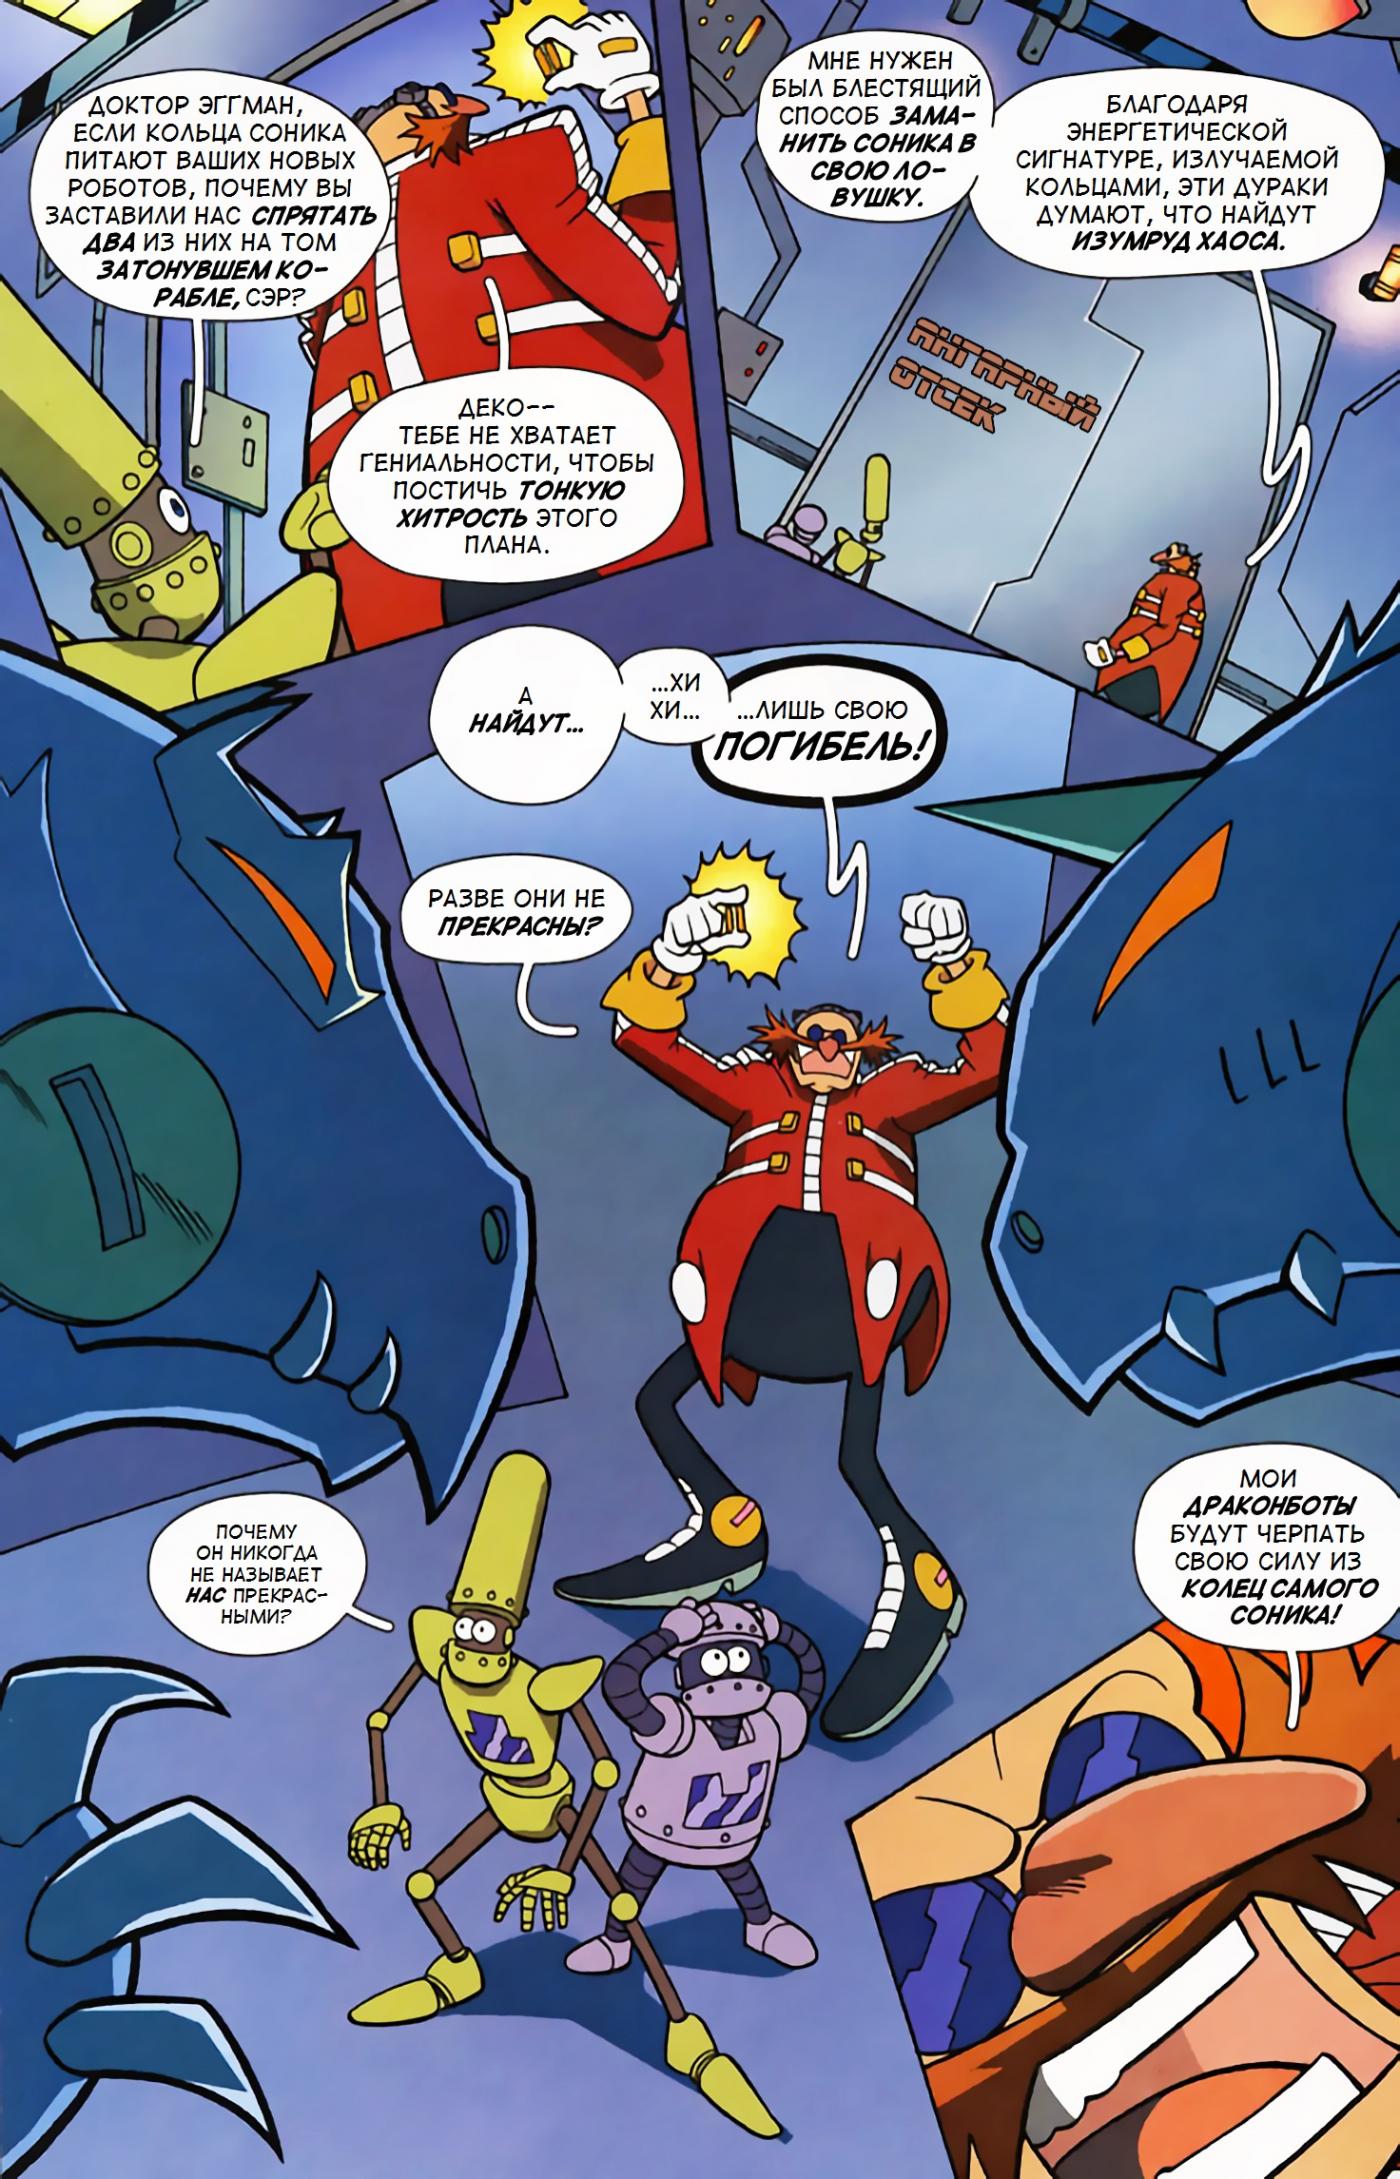 ДОКТОР ЭГГМАН,
ЕСЛИ КОЛЬЦА СОНИКА
ПИТАЮТ ВАШИХ НОВЫХ
РОБОТОВ, ПОЧЕМУ ВЫ
ЗАСТАВИЛИ НАС СПРЯТАТЬ
ДВА ИЗ НИХ НА ТОМ
ЗАТОНУВШЕМ КО-
РАБЛЕ, СЭР?
ДЕКО--
ТЕБЕ НЕ ХВАТАЕТ
ГЕНИАЛЬНОСТИ, ЧТОБЫ
ПОСТИЧЬ ТОНКУЮ
ХИТРОСТЬ ЭТОГО
ПЛАНА.
МНЕ НУЖЕН
БЫЛ БЛЕСТЯЩИЙ
СПОСОБ ЗАМА-
НИТЬ СОНИКА В
СВОЮ ЛО-
ВУШКУ.
БЛАГОДАРЯ
ЭНЕРГЕТИЧЕСКОЙ
СИГНАТУРЕ, ИЗЛУЧАЕМОЙ
КОЛЬЦАМИ, ЭТИ ДУРАКИ
ДУМАЮТ, ЧТО НАЙДУТ
ИЗУМРУД ХАОСА.
АНГАРНЫЙ
ОТСЕК
А
НАЙДУТ...
...ХИ
ХИ...
...ЛИШЬ СВОЮ
ПОГИБЕЛЬ!
РАЗВЕ ОНИ НЕ
ПРЕКРАСНЫ?
ПОЧЕМУ
ОН НИКОГДА
НЕ НАЗЫВАЕТ
НАС ПРЕКРАС-
НЫМИ?
МОИ
ДРАКОНБОТЫ
БУДУТ ЧЕРПАТЬ
СВОЮ СИЛУ ИЗ
КОЛЕЦ САМОГО
СОНИКА!